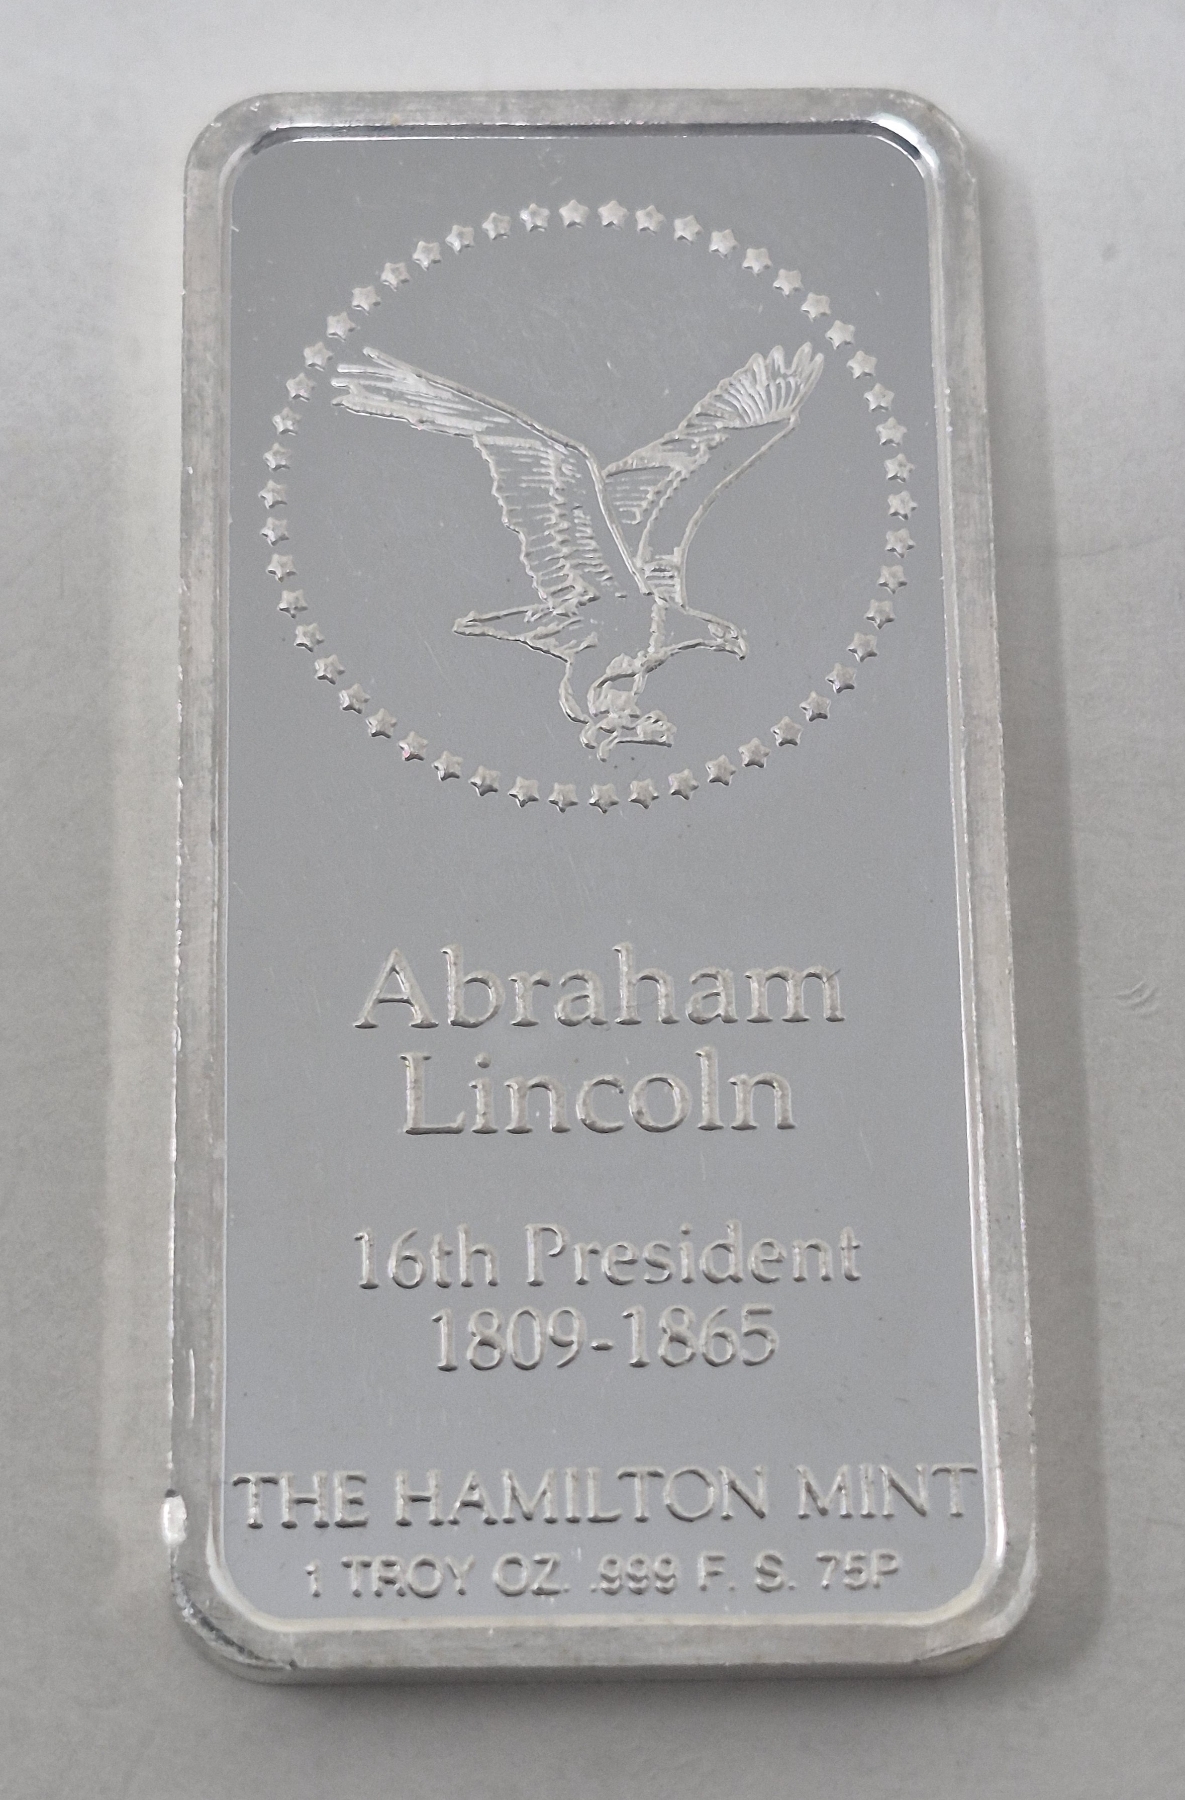 Abraham
Lincoln
16th President
1809-1865
THE HAMILTON MINT
1 TROY OZ. .999 F. S. 75P